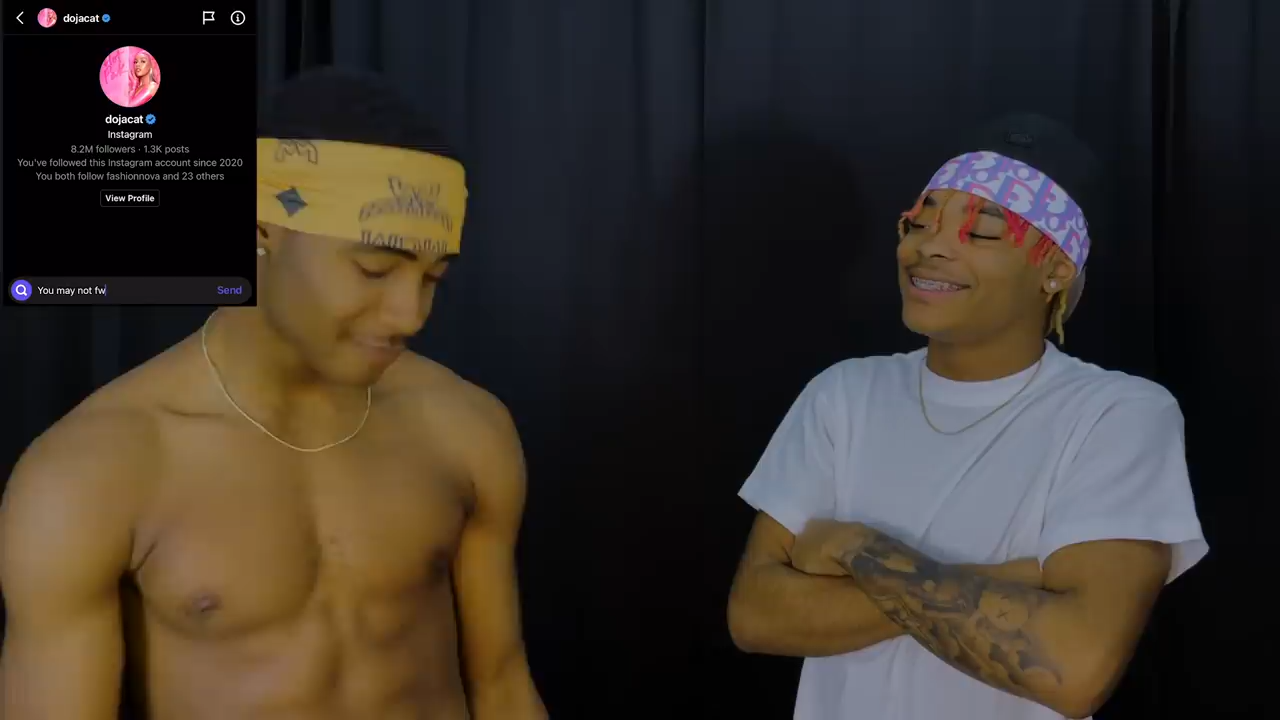 dojacat
dojacat
Instagram
8.2M followers · 1.3K posts
You've followed this Instagram account since 2020
You both follow fashionnova and 23 others
View Profile
You may not fw
Send